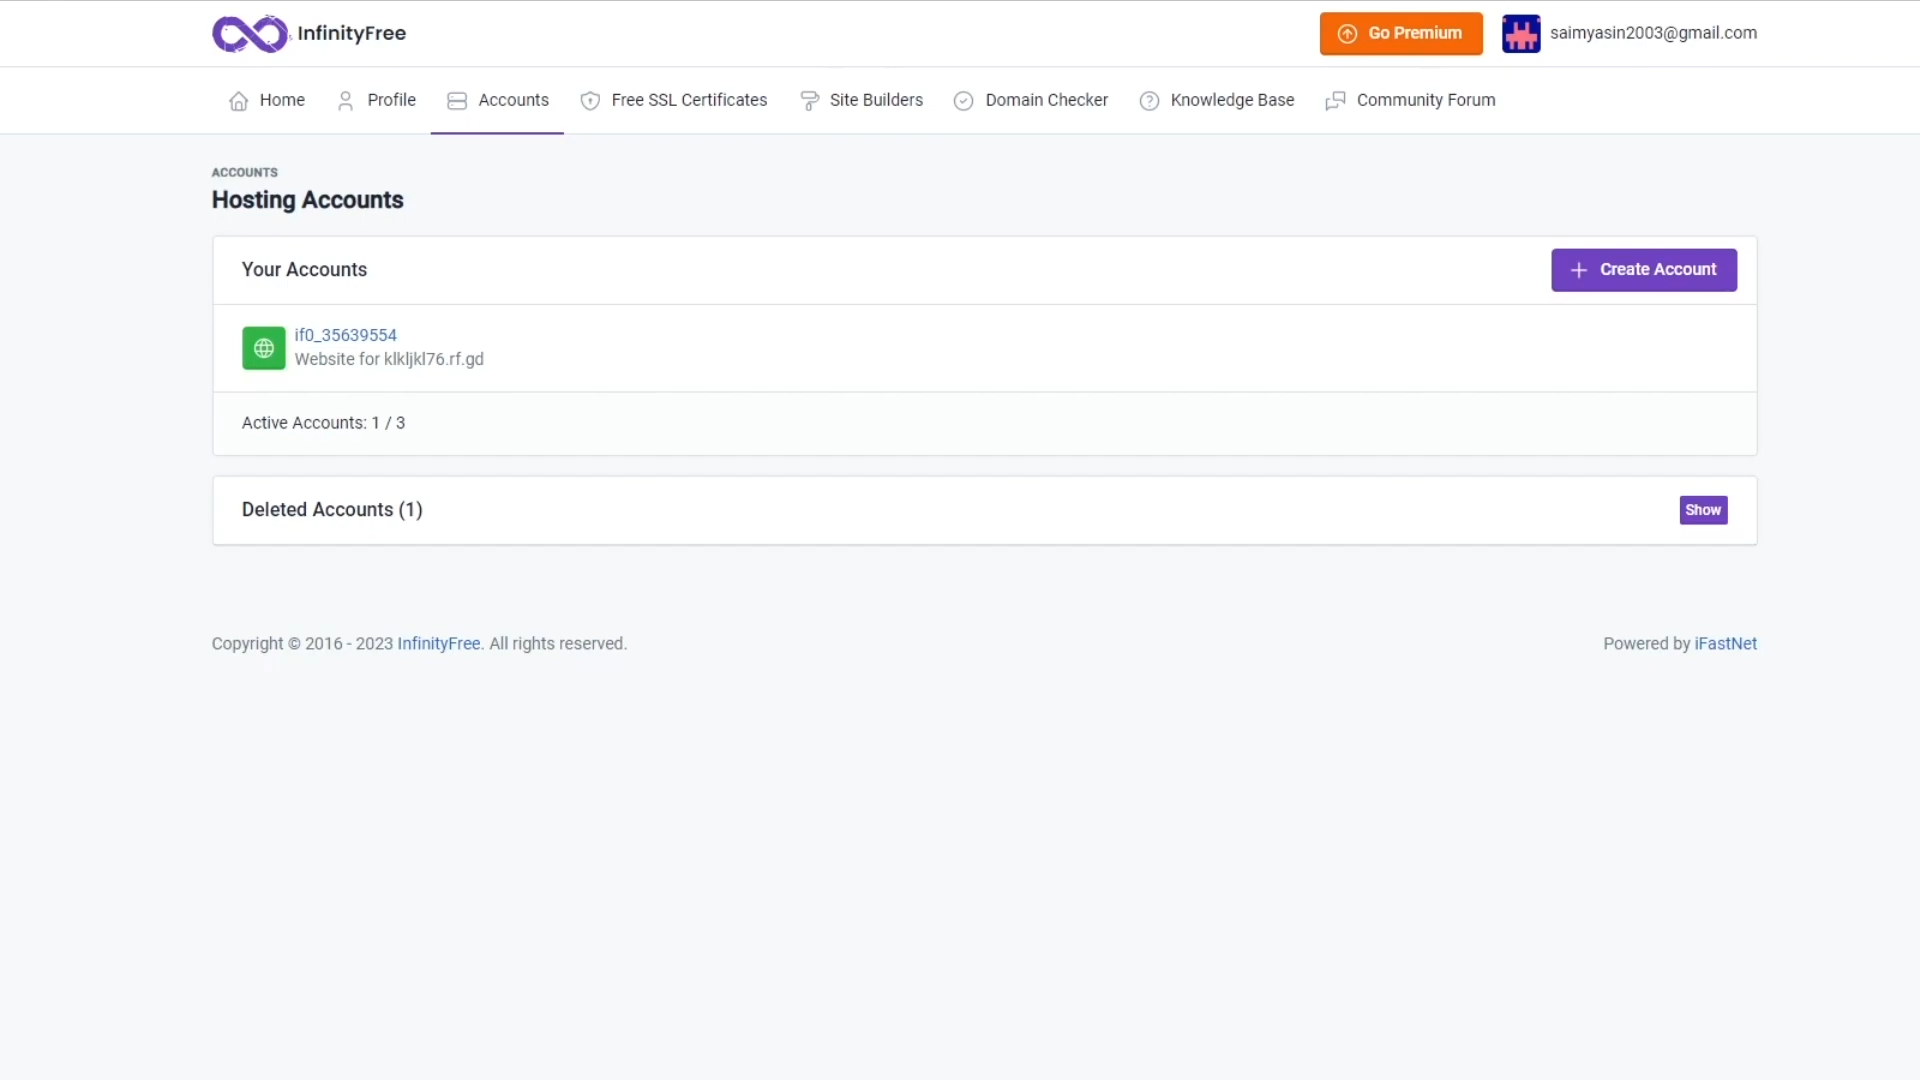 InfinityFree
Go Premium
saimyasin2003@gmail.com
Home
Profile
Accounts
Free SSL Certificates
Site Builders
Domain Checker
Knowledge Base
Community Forum
ACCOUNTS
Hosting Accounts
Your Accounts
Create Account
if0_35639554
Website for klkljkl76.rf.gd
Active Accounts: 1 / 3
Deleted Accounts (1)
Show
Copyright © 2016 - 2023 InfinityFree. All rights reserved.
Powered by iFastNet